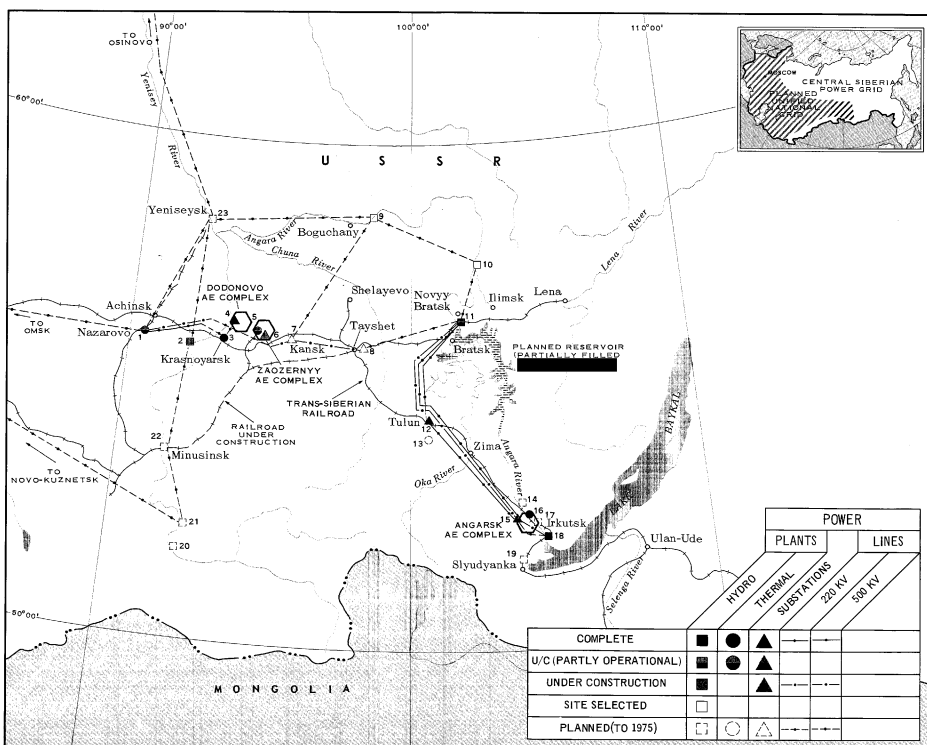 90°00'
100°00'
110°00'
TO
OSINOVO
Yenisey
River
60°00'
U S S R
MOSCOW
CENTRAL SIBERIAN
POWER GRID
PLANNED
UNIFIED
NATIONAL
GRID
Yeniseysk
23
9
Boguchany
Angara River
Chuna River
10
Lena
River
DODONOVO
AE COMPLEX
Achinsk
4
5
6
7
Shelayevo
Novyy
Bratsk
11
Ilimsk
Lena
TO
OMSK
Nazarovo
1
2
3
Krasnoyarsk
Kansk
Tayshet
8
Bratsk
PLANNED RESERVOIR
(PARTIALLY FILLED
ZAOZERNYY
AE COMPLEX
TRANS-SIBERIAN
RAILROAD
RAILROAD
UNDER
CONSTRUCTION
Tulun
12
13
22
Minusinsk
Zima
Angara River
Oka River
TO
NOVO-KUZNETSK
LAKE
BAYKAL
14
15
16
17
Irkutsk
18
ANGARSK
AE COMPLEX
21
20
19
Slyudyanka
Ulan-Ude
Selenga River
50°00'
MONGOLIA
POWER
PLANTS
LINES
HYDRO
THERMAL
SUBSTATIONS
220 KV
500 KV
COMPLETE
U/C (PARTLY OPERATIONAL)
UNDER CONSTRUCTION
SITE SELECTED
PLANNED(TO 1975)